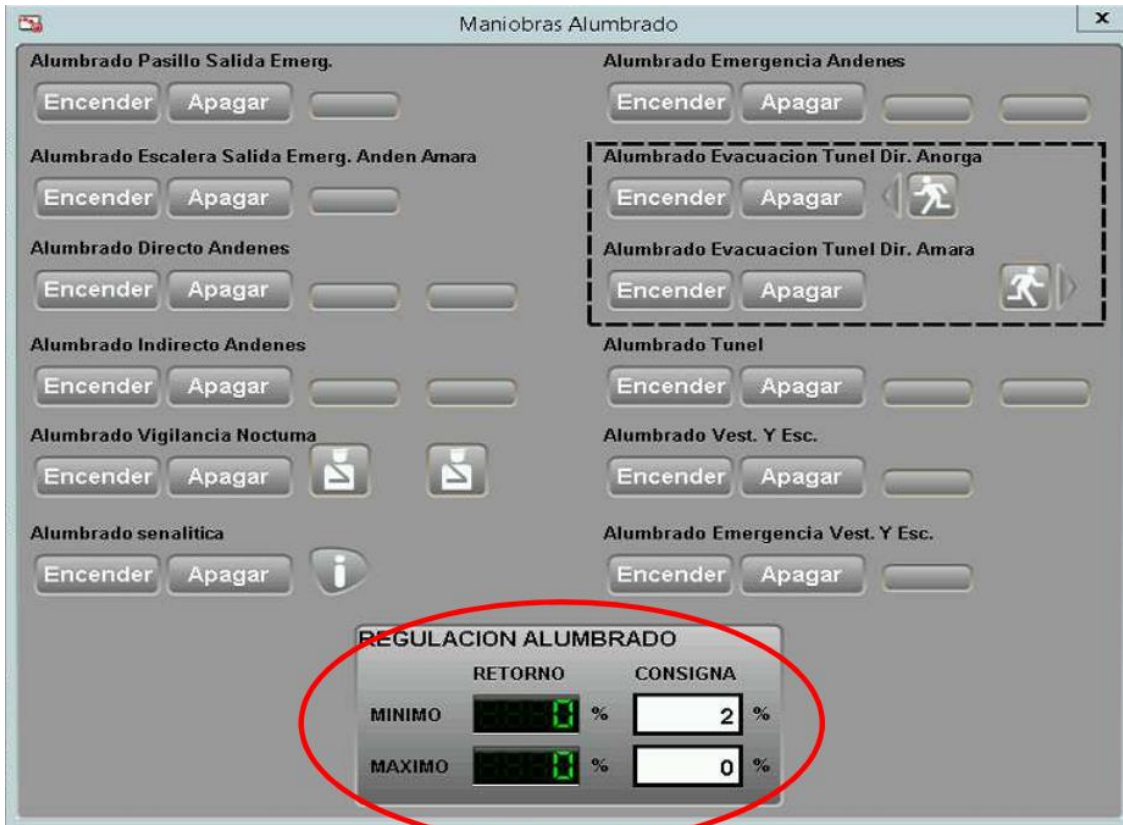 Maniobras Alumbrado
x
Alumbrado Pasillo Salida Emerg.
Encender Apagar
Alumbrado Escalera Salida Emerg. Anden Amara
Encender Apagar
Alumbrado Directo Andenes
Encender Apagar
Alumbrado Indirecto Andenes
Encender Apagar
Alumbrado Vigilancia Noctuma
Encender Apagar
Alumbrado senalitica
Encender Apagar i
Alumbrado Emergencia Andenes
Encender Apagar
Alumbrado Evacuacion Tunel Dir. Anorga
Encender Apagar
Alumbrado Evacuacion Tunel Dir. Amara
Encender Apagar
Alumbrado Tunel
Encender Apagar
Alumbrado Vest. Y Esc.
Encender Apagar
Alumbrado Emergencia Vest. Y Esc.
Encender Apagar
REGULACION ALUMBRADO
RETORNO CONSIGNA
MINIMO 0 % 2 %
MAXIMO 0 % 0 %